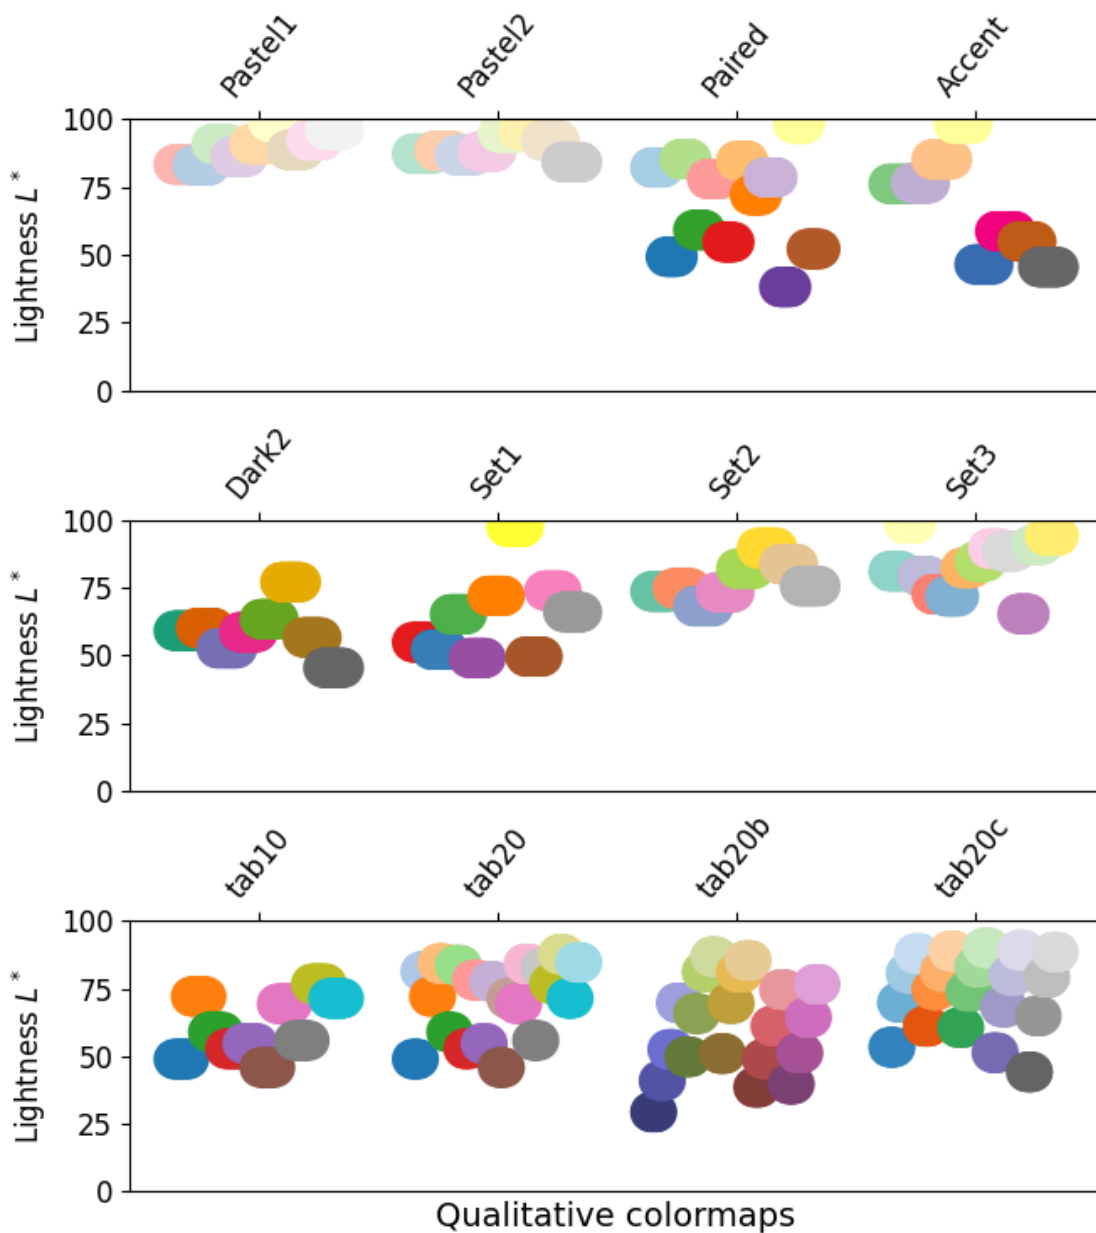 Pastel1 Pastel2 Paired Accent
100
75
50
25
0
Lightness L*
Dark2 Set1 Set2 Set3
100
75
50
25
0
Lightness L*
tab10 tab20 tab20b tab20c
100
75
50
25
0
Lightness L*
Qualitative colormaps